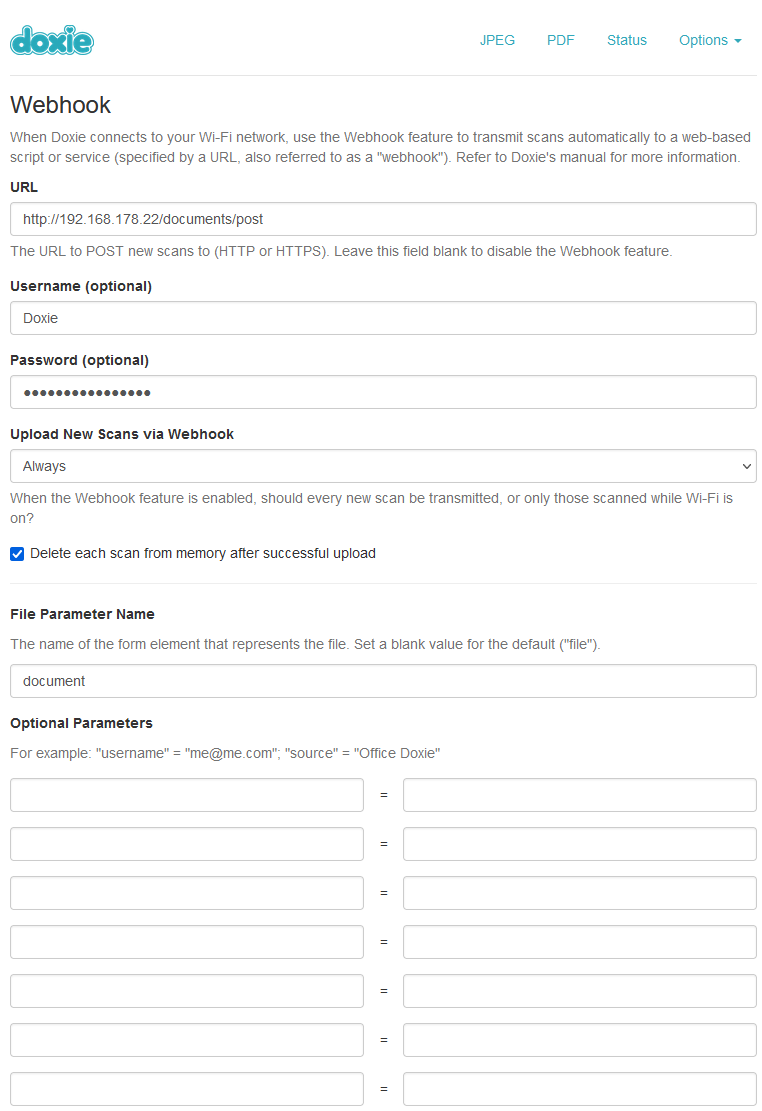 doxie
JPEG PDF Status Options
Webhook
When Doxie connects to your Wi-Fi network, use the Webhook feature to transmit scans automatically to a web-based
script or service (specified by a URL, also referred to as a "webhook"). Refer to Doxie's manual for more information.
URL
http://192.168.178.22/documents/post
The URL to POST new scans to (HTTP or HTTPS). Leave this field blank to disable the Webhook feature.
Username (optional)
Doxie
Password (optional)
••••••••••••••••
Upload New Scans via Webhook
Always
When the Webhook feature is enabled, should every new scan be transmitted, or only those scanned while Wi-Fi is
on?
Delete each scan from memory after successful upload
File Parameter Name
The name of the form element that represents the file. Set a blank value for the default ("file").
document
Optional Parameters
For example: "username" = "me@me.com"; "source" = "Office Doxie"
=
=
=
=
=
=
=